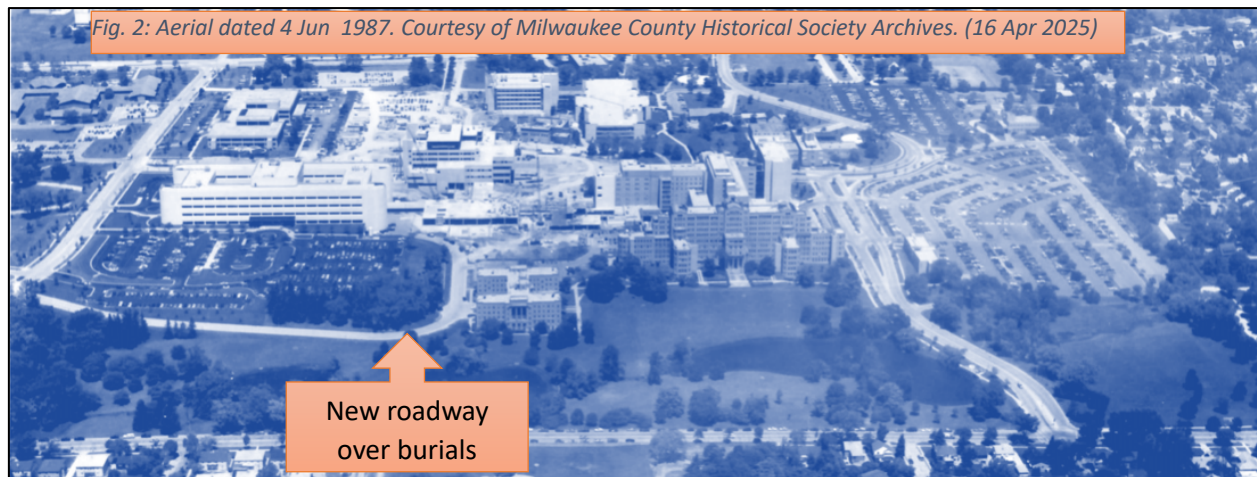 Fig. 2: Aerial dated 4 Jun 1987. Courtesy of Milwaukee County Historical Society Archives. (16 Apr 2025)
New roadway
over burials